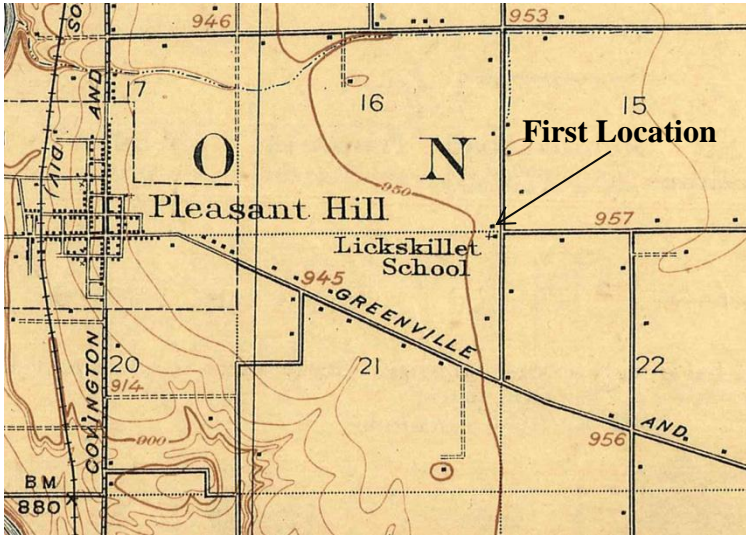 946
953
SO
AND
17
16
15
First Location
(DIV)
O
N
950
Pleasant Hill
957
Lickskillet
School
945
GREENVILLE
20
21
22
914
COVINGTON
900
956
AND
BM
880